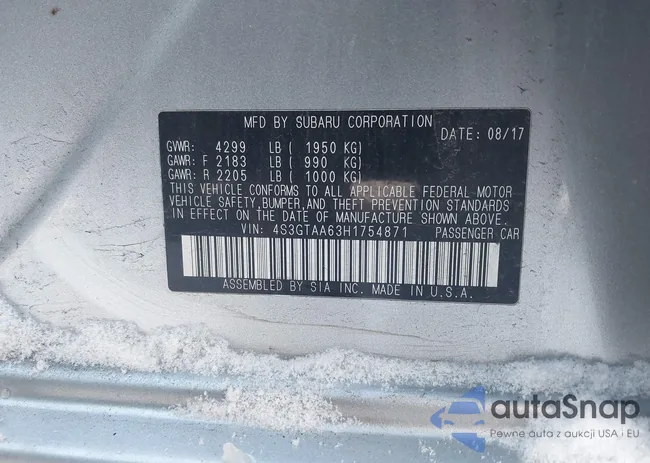 MFD BY SUBARU CORPORATION
DATE: 08/17
GVWR: 4299 LB ( 1950 KG)
GAWR: F 2183 LB ( 990 KG)
GAWR: R 2205 LB ( 1000 KG)
THIS VEHICLE CONFORMS TO ALL APPLICABLE FEDERAL MOTOR
VEHICLE SAFETY, BUMPER, AND THEFT PREVENTION STANDARDS
IN EFFECT ON THE DATE OF MANUFACTURE SHOWN ABOVE.
VIN: 4S3GTAA63H1754871 PASSENGER CAR
ASSEMBLED BY SIA INC. MADE IN U.S.A.
autaSnap
Pewne auta z aukcji USA i EU